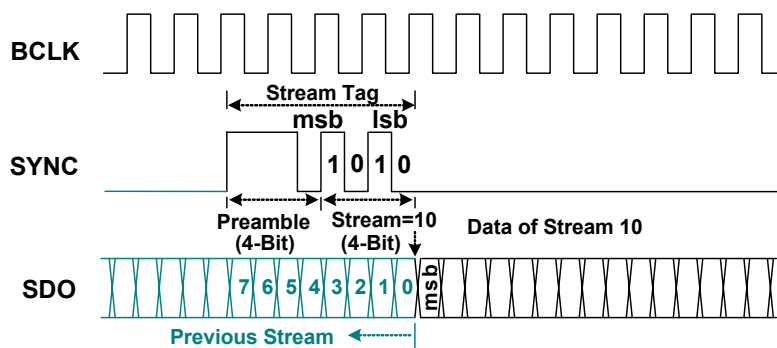 BCLK
Stream Tag
msb lsb
SYNC
1 0 1 0
Preamble
(4-Bit)
Stream=10
(4-Bit)
Data of Stream 10
SDO
7 6 5 4 3 2 1 0
msb
Previous Stream